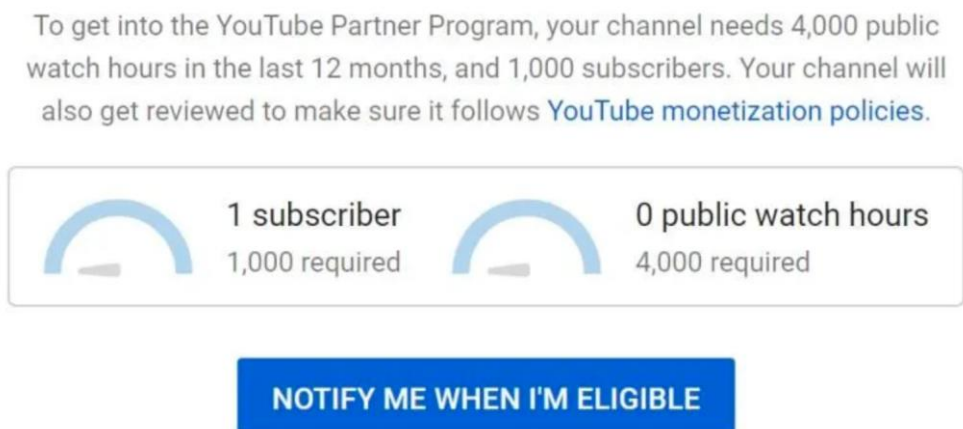 To get into the YouTube Partner Program, your channel needs 4,000 public
watch hours in the last 12 months, and 1,000 subscribers. Your channel will
also get reviewed to make sure it follows YouTube monetization policies.
1 subscriber
1,000 required
0 public watch hours
4,000 required
NOTIFY ME WHEN I'M ELIGIBLE